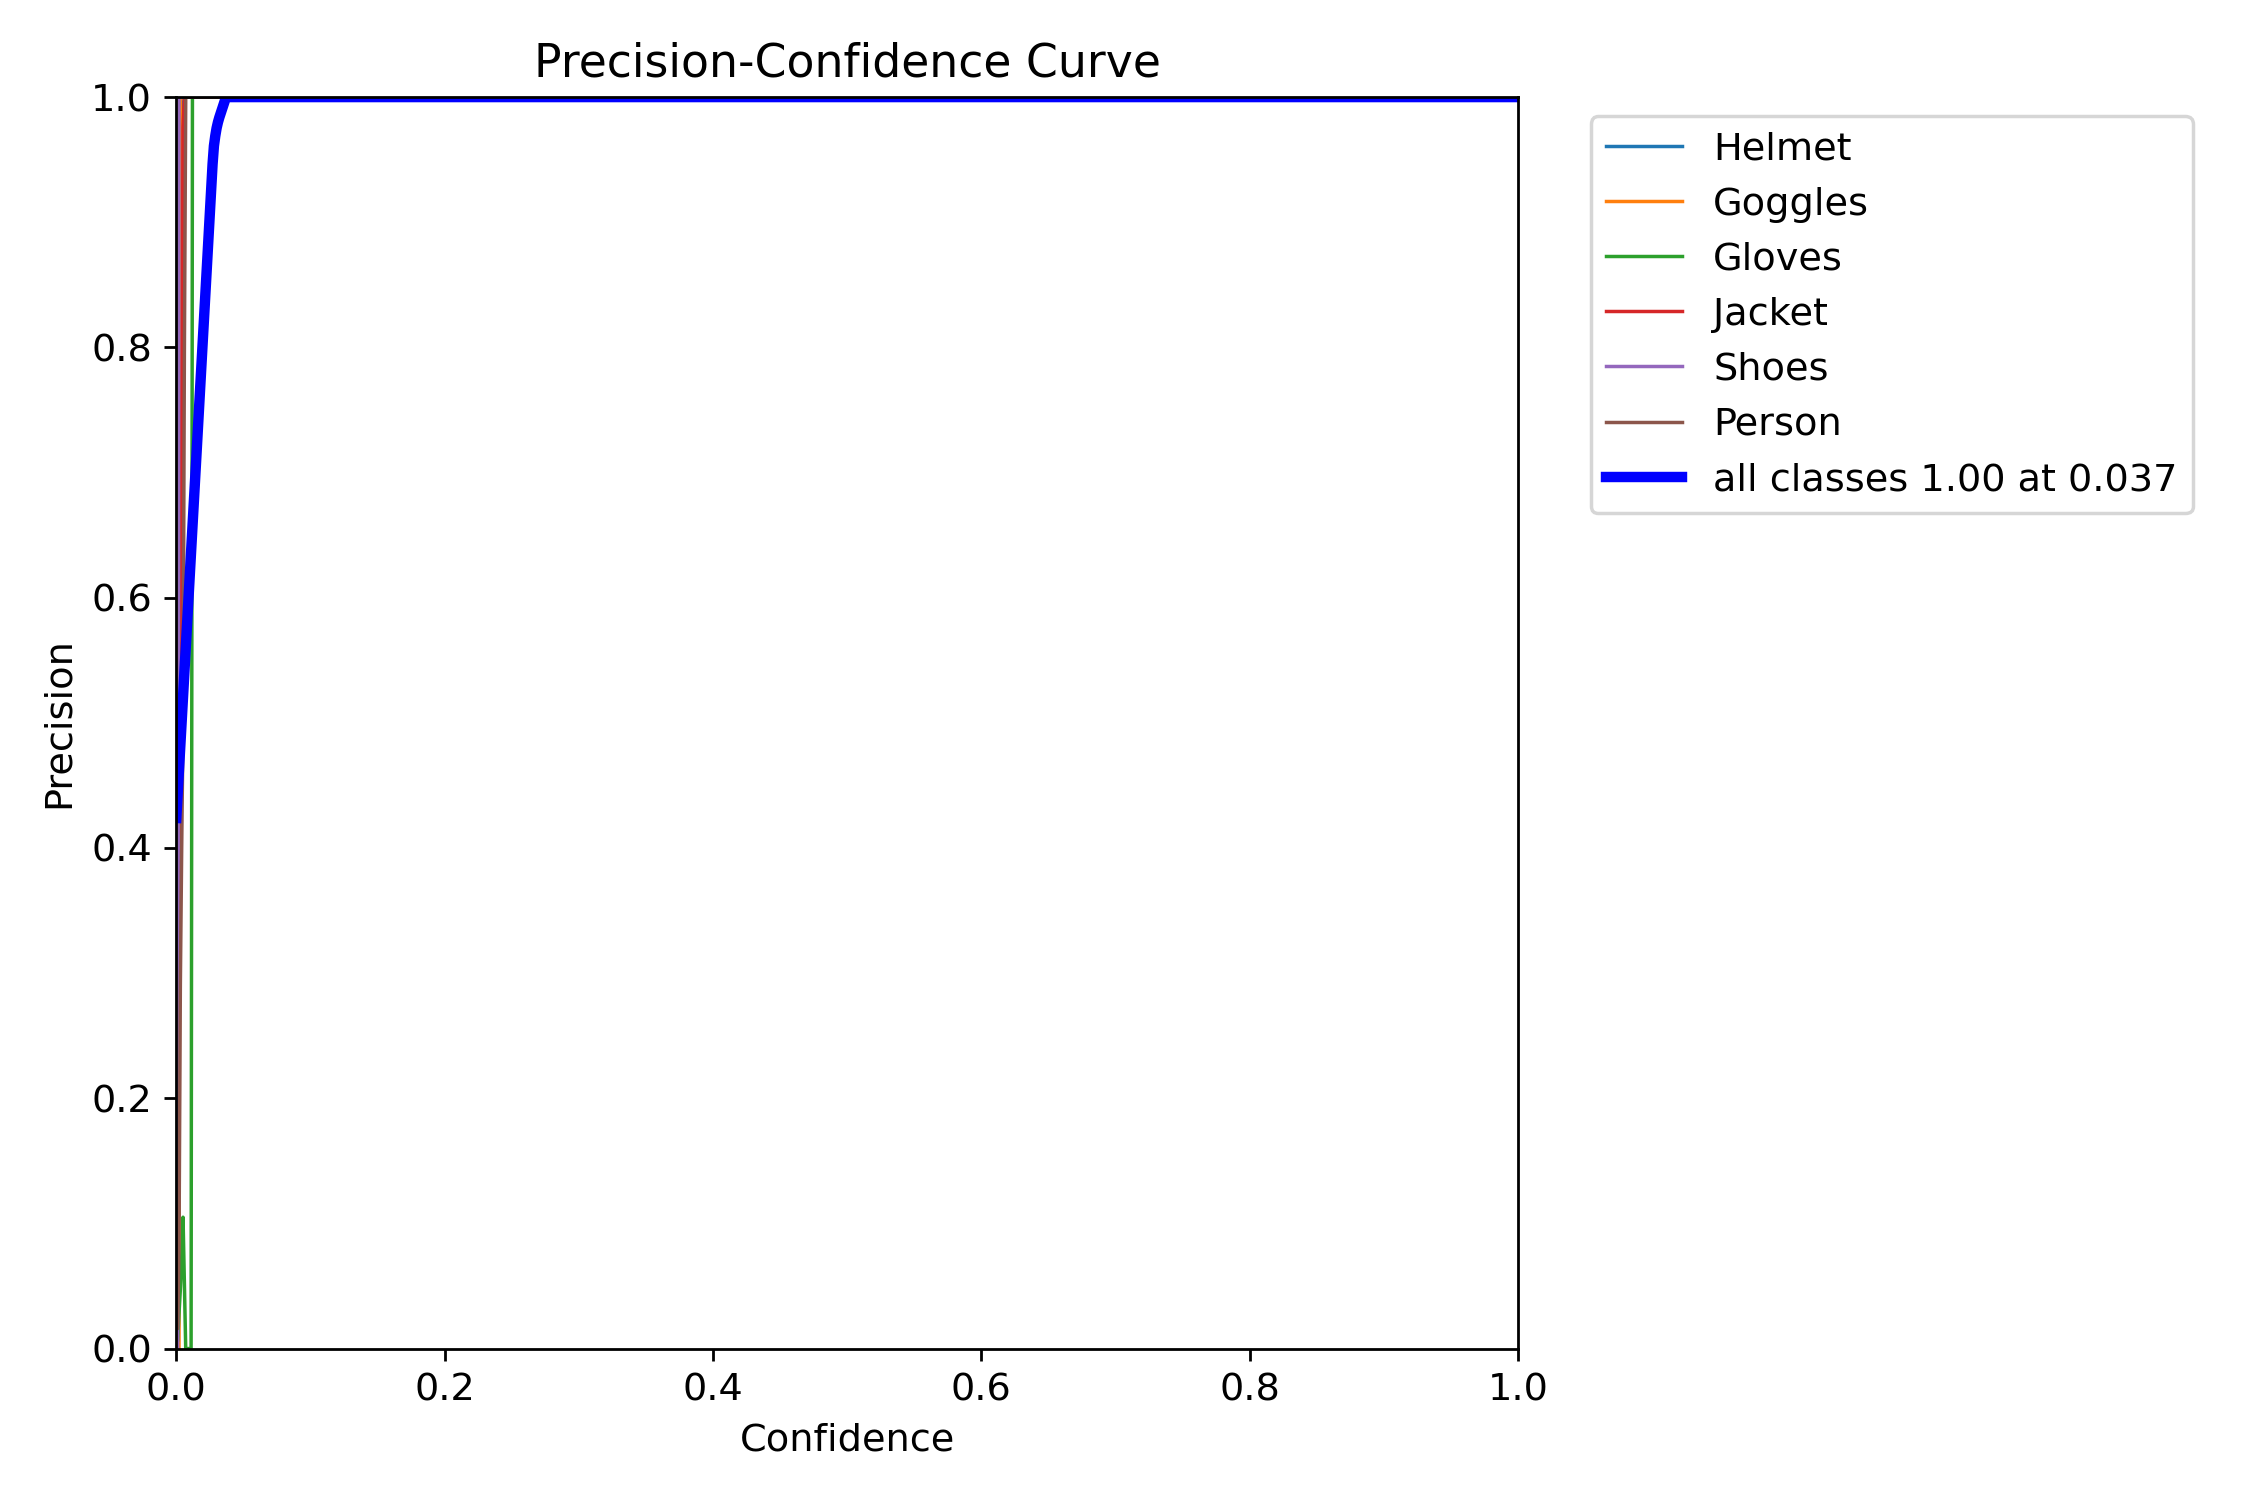 Precision-Confidence Curve
1.0
0.8
0.6
0.4
0.2
0.0
Precision
0.0 0.2 0.4 0.6 0.8 1.0
Confidence
Helmet
Goggles
Gloves
Jacket
Shoes
Person
all classes 1.00 at 0.037